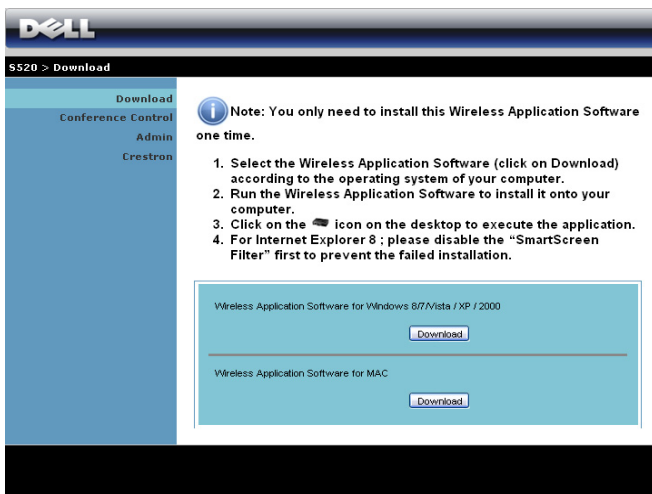 DELL
S520 > Download
Download
Conference Control
Admin
Crestron
Note: You only need to install this Wireless Application Software
one time.
1. Select the Wireless Application Software (click on Download)
according to the operating system of your computer.
2. Run the Wireless Application Software to install it onto your
computer.
3. Click on the icon on the desktop to execute the application.
4. For Internet Explorer 8 ; please disable the “SmartScreen
Filter” first to prevent the failed installation.
Wireless Application Software for Windows 8/7/Vista / XP / 2000
Download
Wireless Application Software for MAC
Download